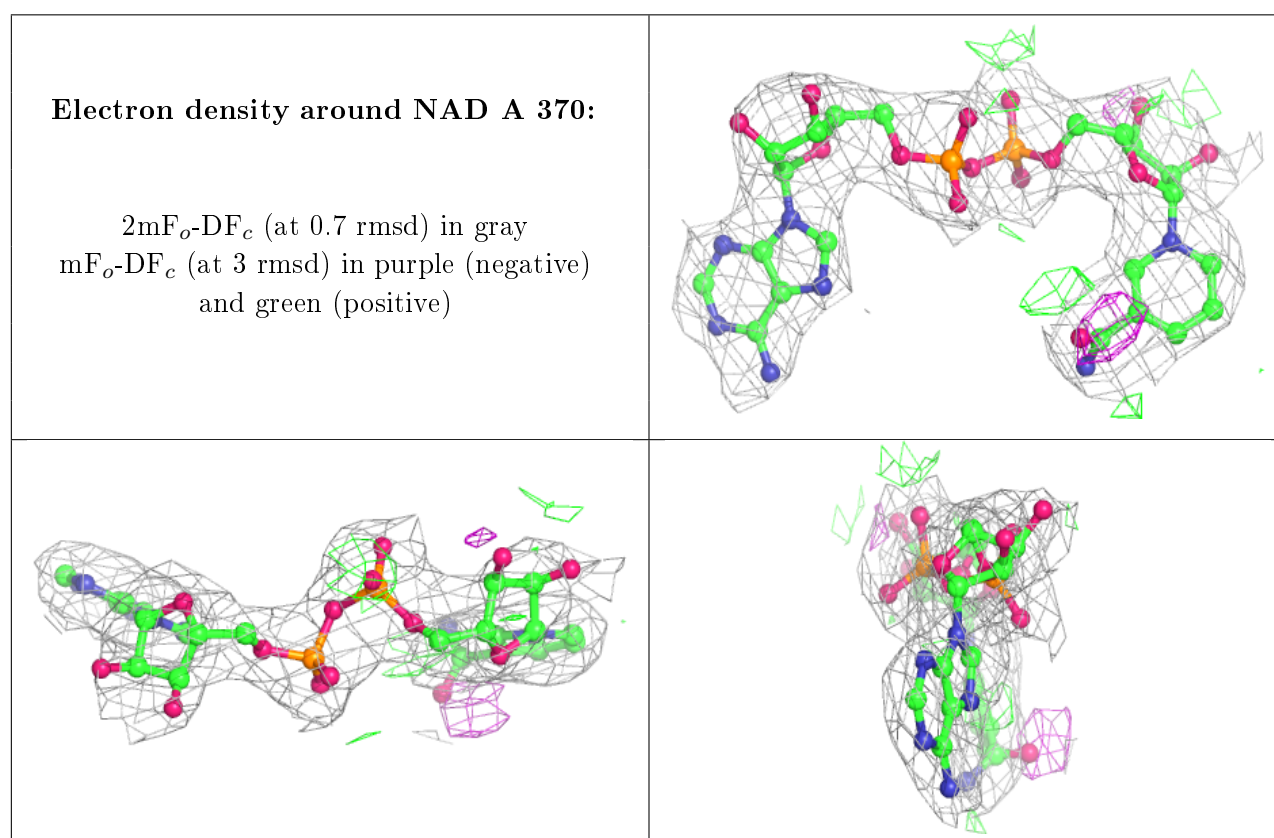 Electron density around NAD A 370:
2mFo-DFc (at 0.7 rmsd) in gray
mFo-DFc (at 3 rmsd) in purple (negative)
and green (positive)